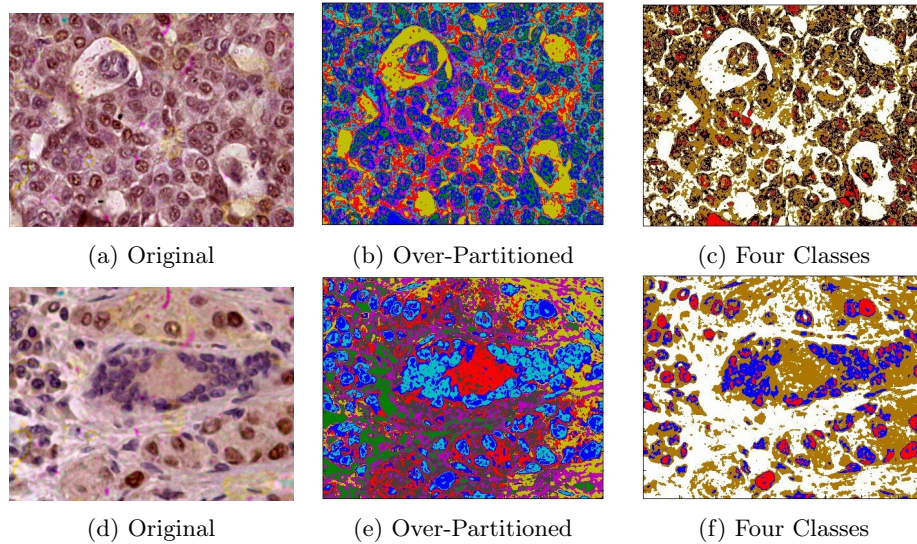 (a) Original
(b) Over-Partitioned
(c) Four Classes
(d) Original
(e) Over-Partitioned
(f) Four Classes